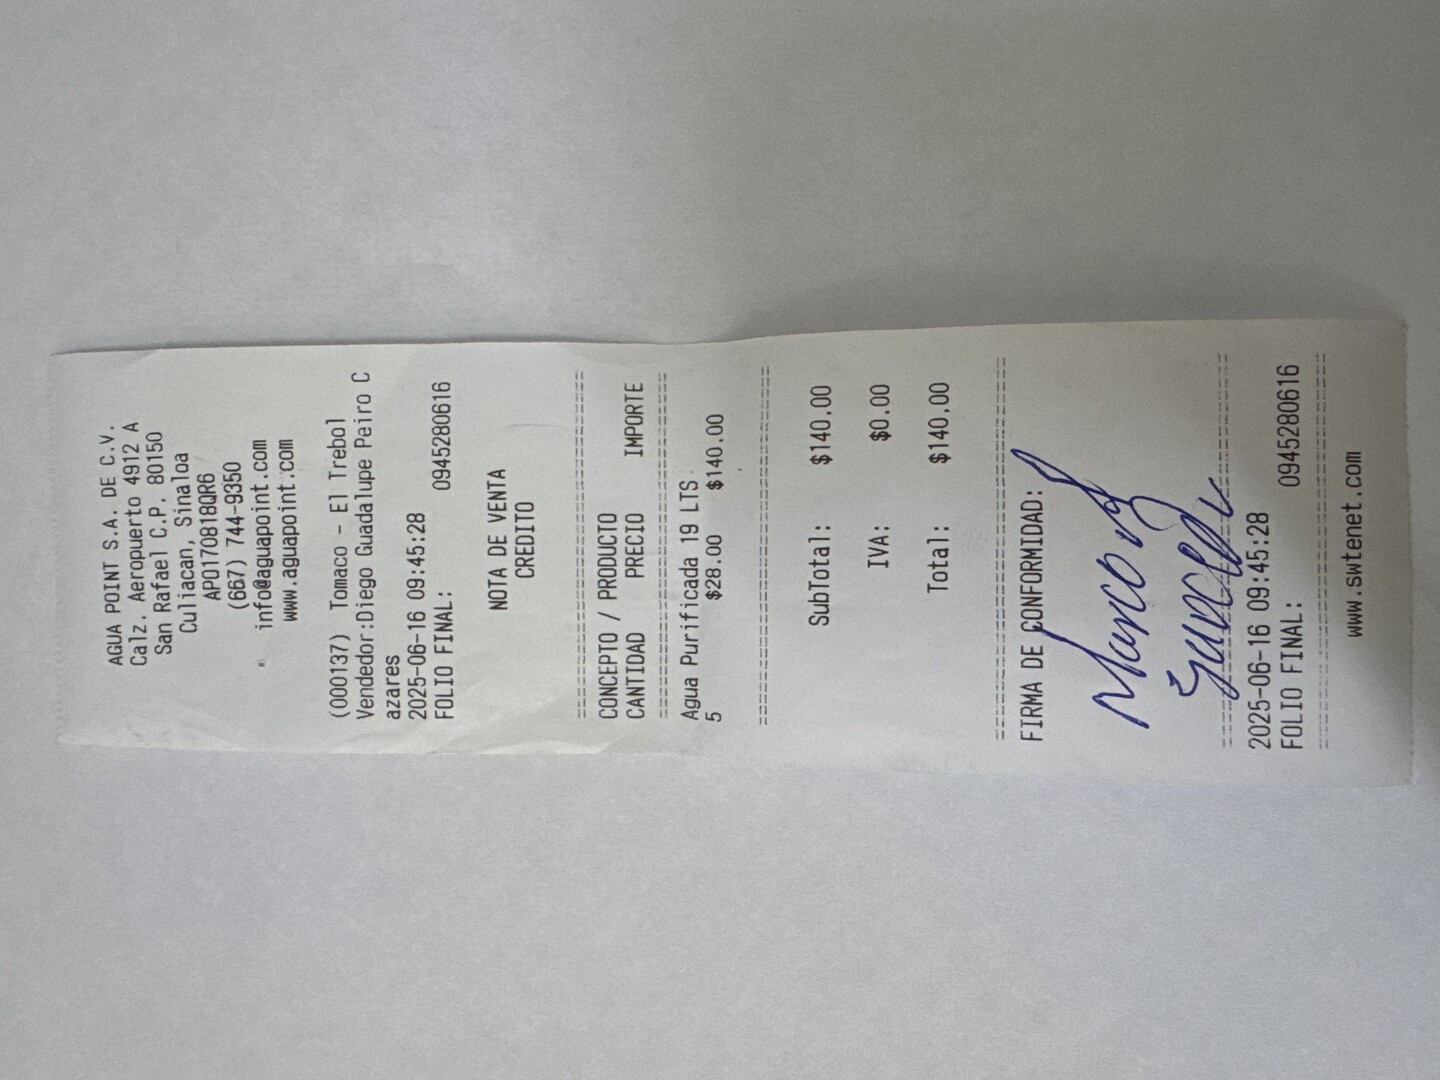 AGUA POINT S.A. DE C.V.
Calz. Aeropuerto 4912 A
San Rafael C.P. 80150
Culiacan, Sinaloa
APO170818QR6
(667) 744-9350
info@aguapoint.com
www.aguapoint.com
(000137) Tomaco - El Trebol
Vendedor:Diego Guadalupe Peiro C
azares
2025-06-16 09:45:28
FOLIO FINAL: 0945280616
NOTA DE VENTA
CREDITO
CONCEPTO / PRODUCTO
CANTIDAD PRECIO IMPORTE
Agua Purificada 19 LTS
5 $28.00 $140.00
SubTotal: $140.00
IVA: $0.00
Total: $140.00
FIRMA DE CONFORMIDAD:
Marcos
2025-06-16 09:45:28
FOLIO FINAL: 0945280616
www.swtenet.com